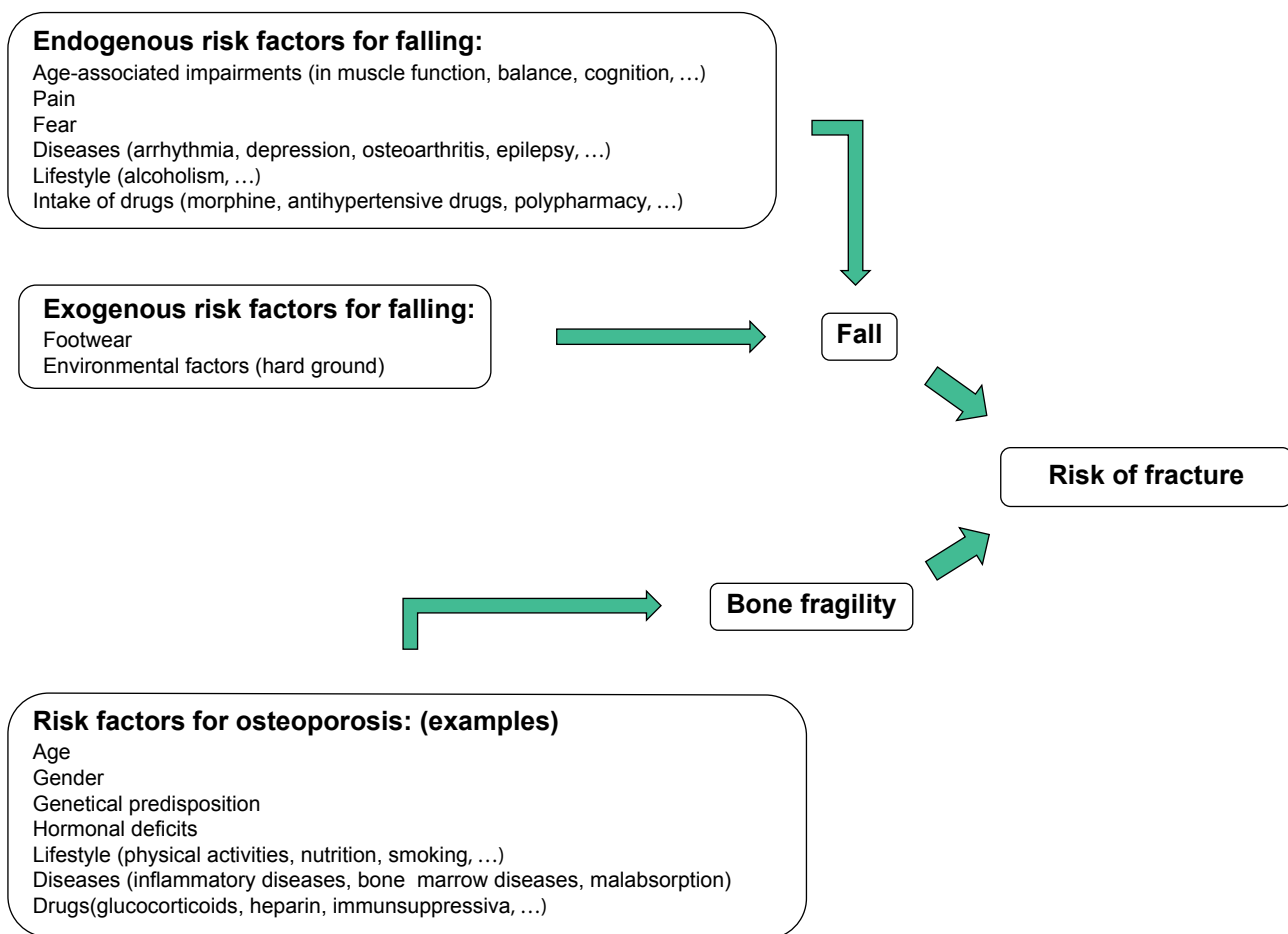 Endogenous risk factors for falling:
Age-associated impairments (in muscle function, balance, cognition, …)
Pain
Fear
Diseases (arrhythmia, depression, osteoarthritis, epilepsy, …)
Lifestyle (alcoholism, …)
Intake of drugs (morphine, antihypertensive drugs, polypharmacy, …)
Exogenous risk factors for falling:
Footwear
Environmental factors (hard ground)
Fall
Risk of fracture
Bone fragility
Risk factors for osteoporosis: (examples)
Age
Gender
Genetical predisposition
Hormonal deficits
Lifestyle (physical activities, nutrition, smoking, …)
Diseases (inflammatory diseases, bone  marrow diseases, malabsorption)
Drugs(glucocorticoids, heparin, immunsuppressiva, …)